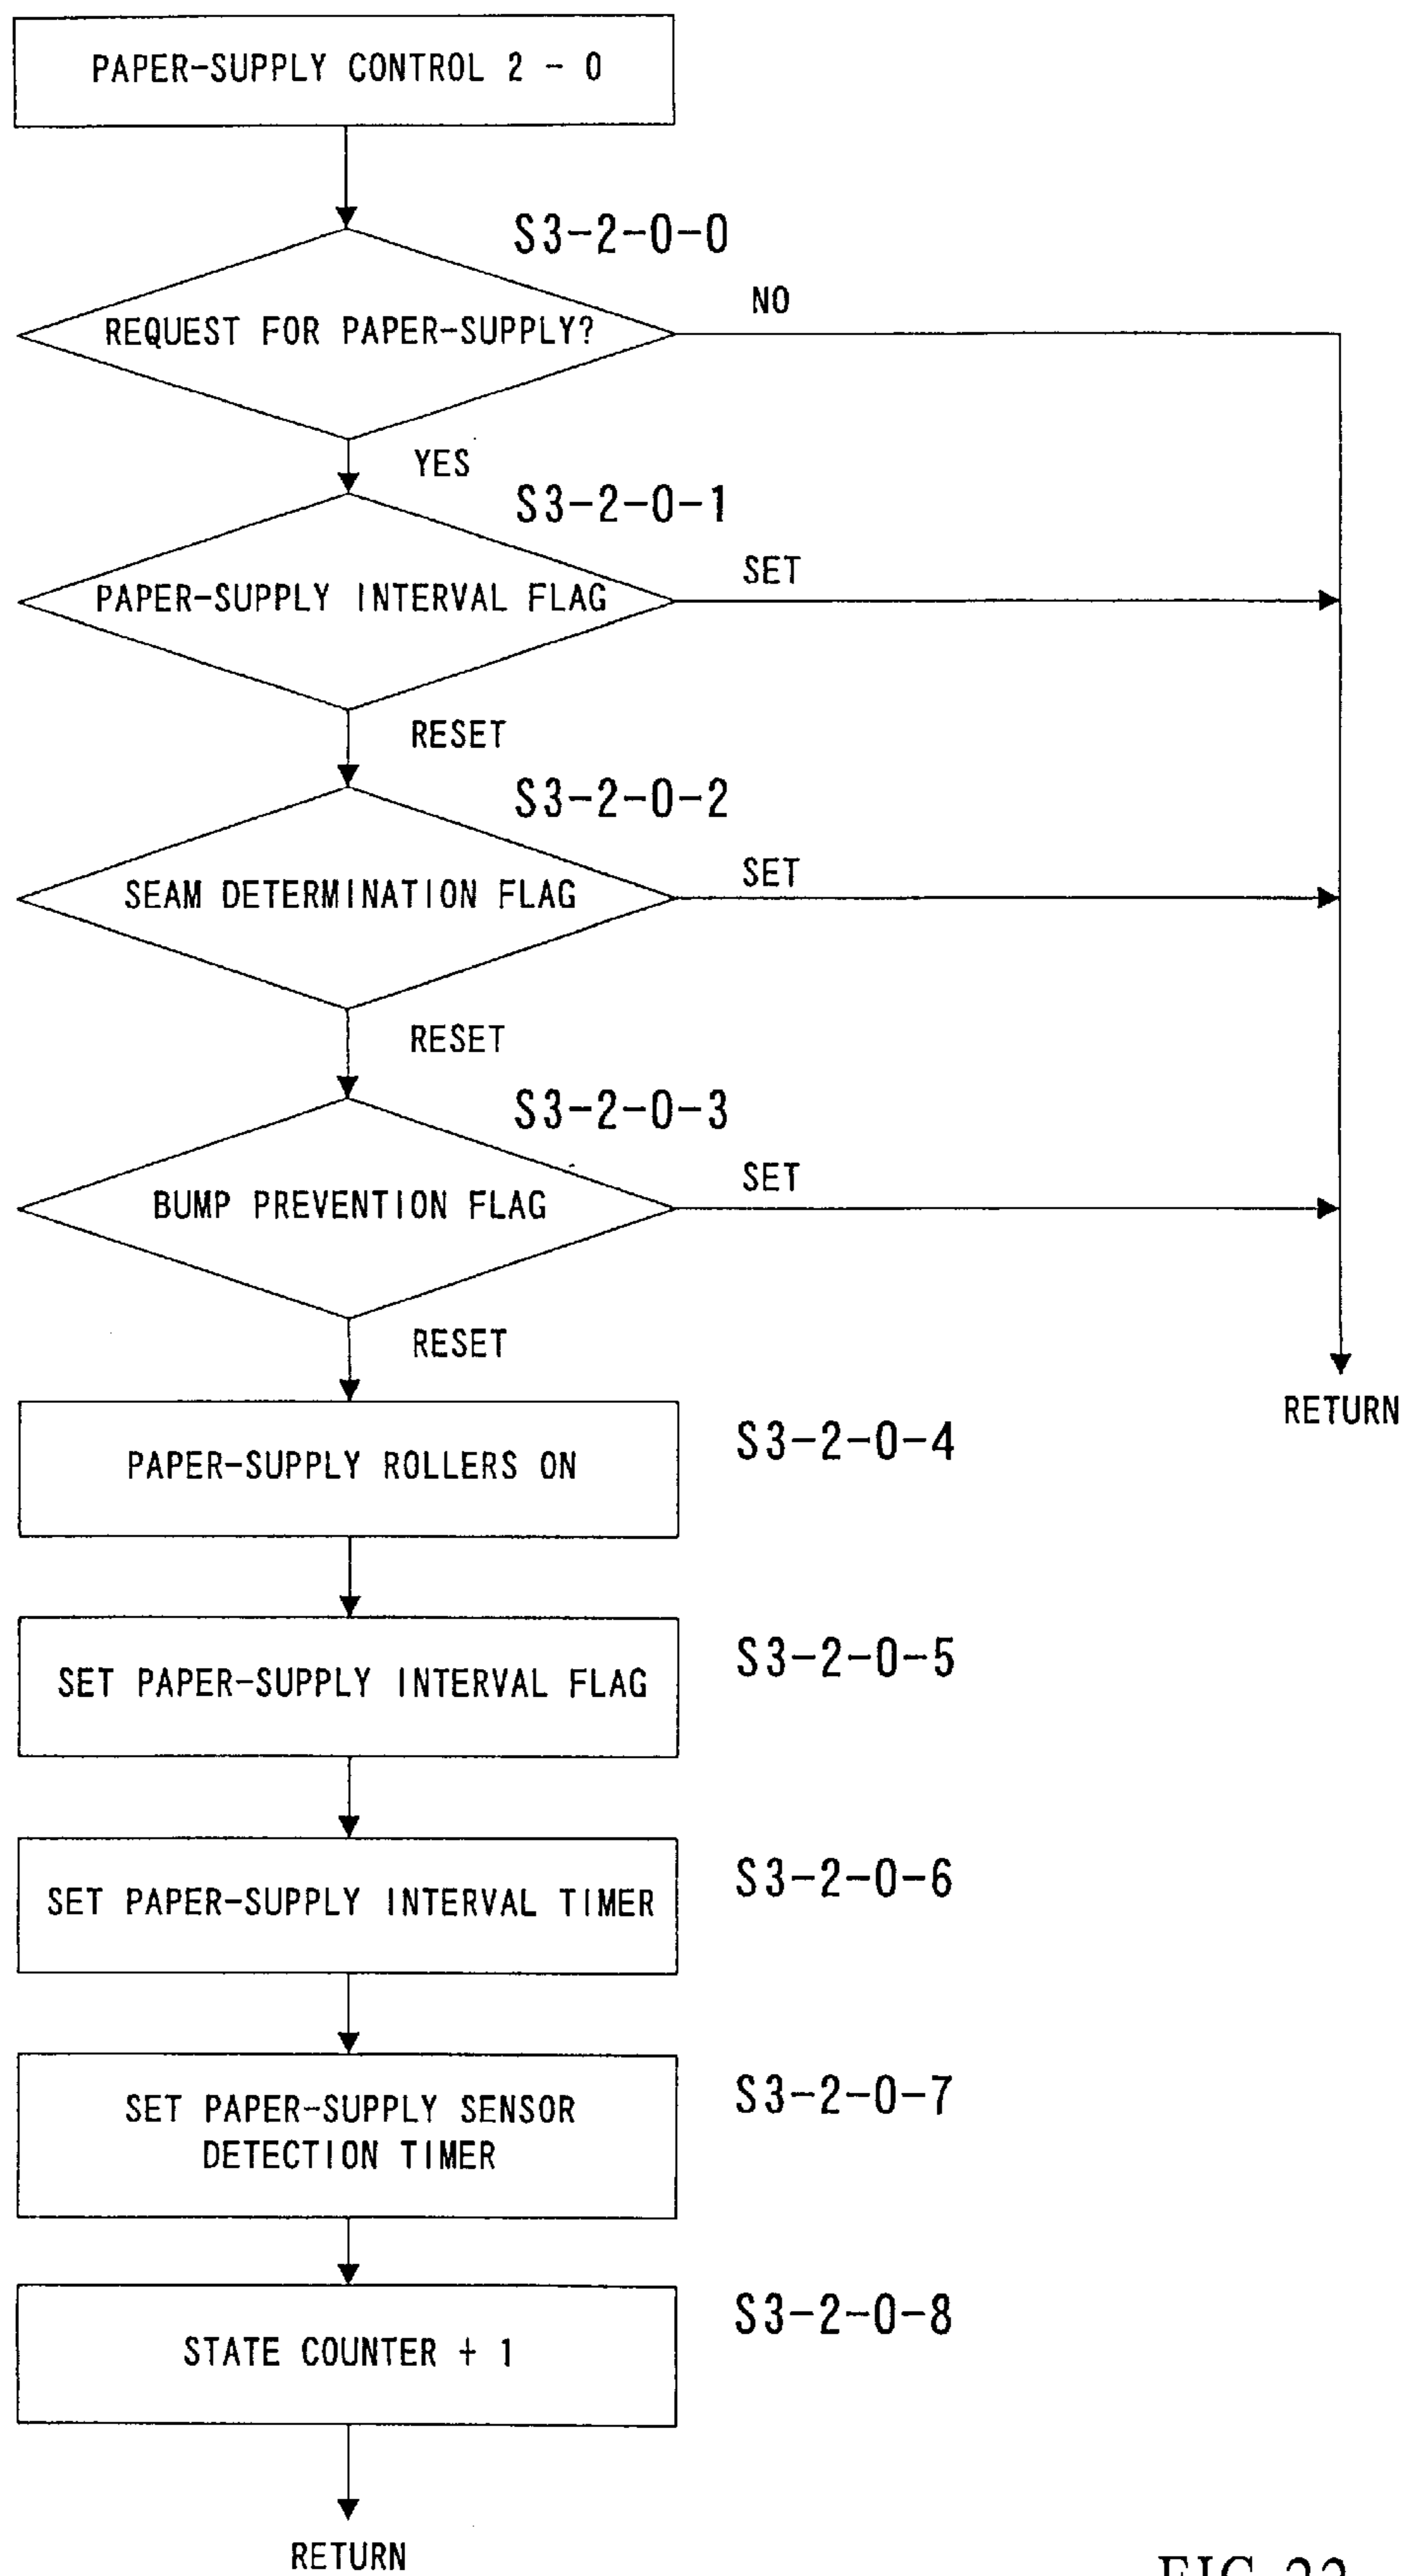 PAPER-SUPPLY CONTROL 2 - 0
S3-2-0-0
REQUEST FOR PAPER-SUPPLY?
NO
YES
S3-2-0-1
PAPER-SUPPLY INTERVAL FLAG
SET
RESET
S3-2-0-2
SEAM DETERMINATION FLAG
SET
RESET
S3-2-0-3
BUMP PREVENTION FLAG
SET
RESET
RETURN
PAPER-SUPPLY ROLLERS ON
S3-2-0-4
SET PAPER-SUPPLY INTERVAL FLAG
S3-2-0-5
SET PAPER-SUPPLY INTERVAL TIMER
S3-2-0-6
SET PAPER-SUPPLY SENSOR
DETECTION TIMER
S3-2-0-7
STATE COUNTER + 1
S3-2-0-8
RETURN
FIG